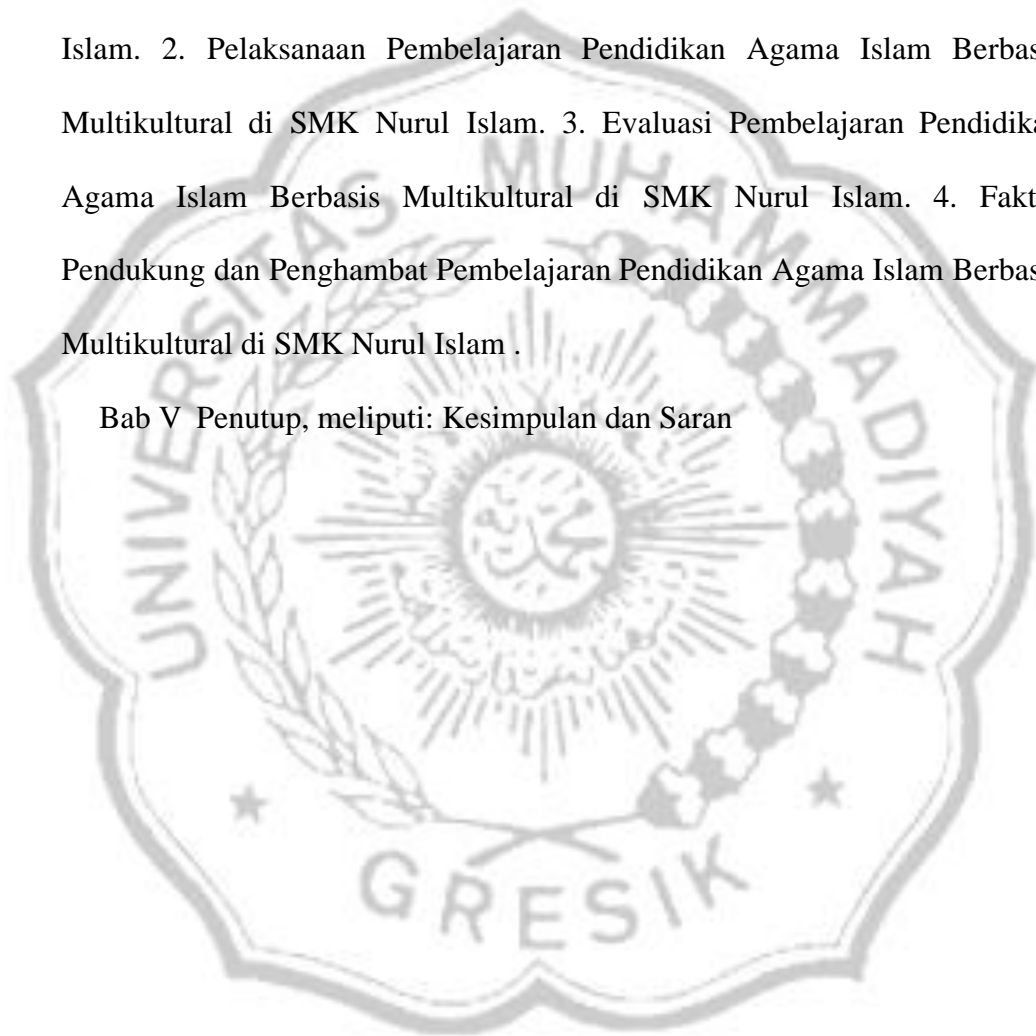 Islam. 2. Pelaksanaan Pembelajaran Pendidikan Agama Islam Berbas
Multikultural di SMK Nurul Islam. 3. Evaluasi Pembelajaran Pendidika
Agama Islam Berbasis Multikultural di SMK Nurul Islam. 4. Fakt
Pendukung dan Penghambat Pembelajaran Pendidikan Agama Islam Berbas
Multikultural di SMK Nurul Islam .
Bab V Penutup, meliputi: Kesimpulan dan Saran
UNIVERSITAS MUHAMMADIYAH
GRESIK